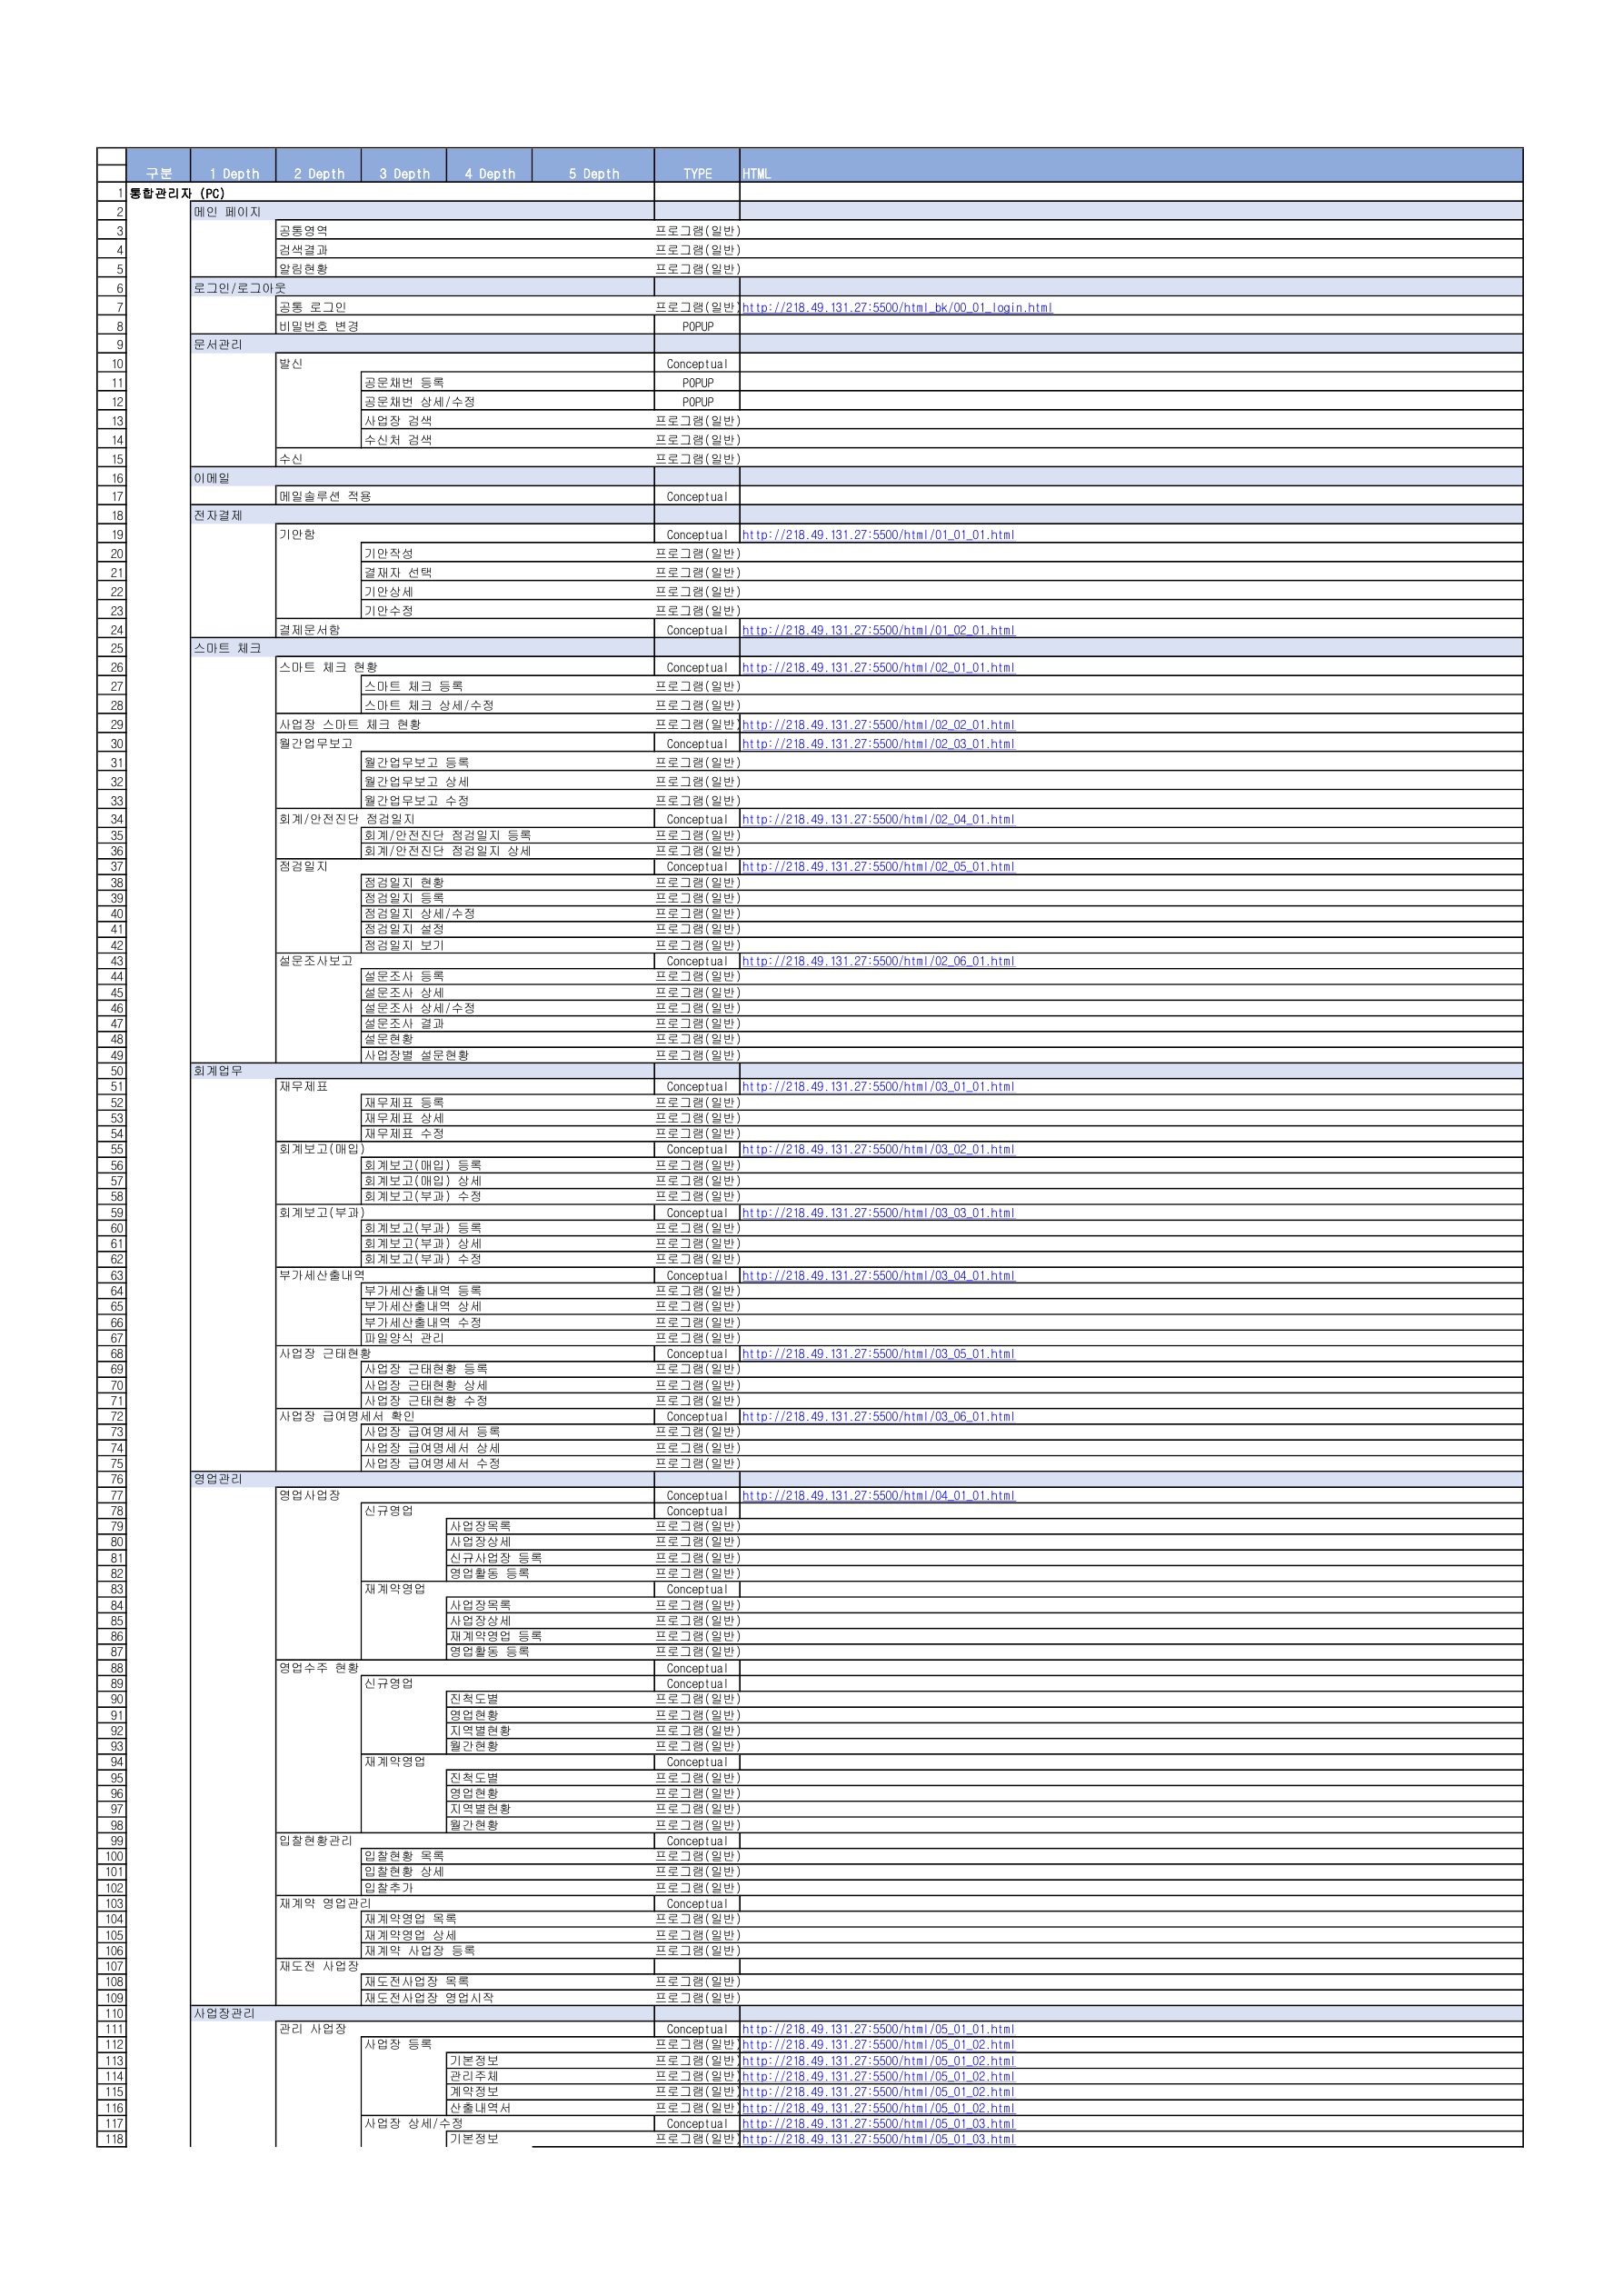 구분 1 Depth 2 Depth 3 Depth 4 Depth 5 Depth TYPE HTML
1 통합관리자 (PC)
2 메인 페이지
3 공통영역 프로그램(일반)
4 검색결과 프로그램(일반)
5 알림현황 프로그램(일반)
6 로그인/로그아웃
7 공통 로그인 프로그램(일반) http://218.49.131.27:5500/html_bk/00_01_login.html
8 비밀번호 변경 POPUP
9 문서관리
10 발신 Conceptual
11 공문채번 등록 POPUP
12 공문채번 상세/수정 POPUP
13 사업장 검색 프로그램(일반)
14 수신처 검색 프로그램(일반)
15 수신 프로그램(일반)
16 이메일
17 메일솔루션 적용 Conceptual
18 전자결제
19 기안함 Conceptual http://218.49.131.27:5500/html/01_01_01.html
20 기안작성 프로그램(일반)
21 결재자 선택 프로그램(일반)
22 기안상세 프로그램(일반)
23 기안수정 프로그램(일반)
24 결제문서함 Conceptual http://218.49.131.27:5500/html/01_02_01.html
25 스마트 체크
26 스마트 체크 현황 Conceptual http://218.49.131.27:5500/html/02_01_01.html
27 스마트 체크 등록 프로그램(일반)
28 스마트 체크 상세/수정 프로그램(일반)
29 사업장 스마트 체크 현황 프로그램(일반) http://218.49.131.27:5500/html/02_02_01.html
30 월간업무보고 Conceptual http://218.49.131.27:5500/html/02_03_01.html
31 월간업무보고 등록 프로그램(일반)
32 월간업무보고 상세 프로그램(일반)
33 월간업무보고 수정 프로그램(일반)
34 회계/안전진단 점검일지 Conceptual http://218.49.131.27:5500/html/02_04_01.html
35 회계/안전진단 점검일지 등록 프로그램(일반)
36 회계/안전진단 점검일지 상세 프로그램(일반)
37 점검일지 Conceptual http://218.49.131.27:5500/html/02_05_01.html
38 점검일지 현황 프로그램(일반)
39 점검일지 등록 프로그램(일반)
40 점검일지 상세/수정 프로그램(일반)
41 점검일지 설정 프로그램(일반)
42 점검일지 보기 프로그램(일반)
43 설문조사보고 Conceptual http://218.49.131.27:5500/html/02_06_01.html
44 설문조사 등록 프로그램(일반)
45 설문조사 상세 프로그램(일반)
46 설문조사 상세/수정 프로그램(일반)
47 설문조사 결과 프로그램(일반)
48 설문현황 프로그램(일반)
49 사업장별 설문현황 프로그램(일반)
50 회계업무
51 재무제표 Conceptual http://218.49.131.27:5500/html/03_01_01.html
52 재무제표 등록 프로그램(일반)
53 재무제표 상세 프로그램(일반)
54 재무제표 수정 프로그램(일반)
55 회계보고(매입) Conceptual http://218.49.131.27:5500/html/03_02_01.html
56 회계보고(매입) 등록 프로그램(일반)
57 회계보고(매입) 상세 프로그램(일반)
58 회계보고(부과) 수정 프로그램(일반)
59 회계보고(부과) Conceptual http://218.49.131.27:5500/html/03_03_01.html
60 회계보고(부과) 등록 프로그램(일반)
61 회계보고(부과) 상세 프로그램(일반)
62 회계보고(부과) 수정 프로그램(일반)
63 부가세산출내역 Conceptual http://218.49.131.27:5500/html/03_04_01.html
64 부가세산출내역 등록 프로그램(일반)
65 부가세산출내역 상세 프로그램(일반)
66 부가세산출내역 수정 프로그램(일반)
67 파일양식 관리 프로그램(일반)
68 사업장 근태현황 Conceptual http://218.49.131.27:5500/html/03_05_01.html
69 사업장 근태현황 등록 프로그램(일반)
70 사업장 근태현황 상세 프로그램(일반)
71 사업장 근태현황 수정 프로그램(일반)
72 사업장 급여명세서 확인 Conceptual http://218.49.131.27:5500/html/03_06_01.html
73 사업장 급여명세서 등록 프로그램(일반)
74 사업장 급여명세서 상세 프로그램(일반)
75 사업장 급여명세서 수정 프로그램(일반)
76 영업관리
77 영업사업장 Conceptual http://218.49.131.27:5500/html/04_01_01.html
78 신규영업 Conceptual
79 사업장목록 프로그램(일반)
80 사업장상세 프로그램(일반)
81 신규사업장 등록 프로그램(일반)
82 영업활동 등록 프로그램(일반)
83 재계약영업 Conceptual
84 사업장목록 프로그램(일반)
85 사업장상세 프로그램(일반)
86 재계약영업 등록 프로그램(일반)
87 영업활동 등록 프로그램(일반)
88 영업수주 현황 Conceptual
89 신규영업 Conceptual
90 진척도별 프로그램(일반)
91 영업현황 프로그램(일반)
92 지역별현황 프로그램(일반)
93 월간현황 프로그램(일반)
94 재계약영업 Conceptual
95 진척도별 프로그램(일반)
96 영업현황 프로그램(일반)
97 지역별현황 프로그램(일반)
98 월간현황 프로그램(일반)
99 입찰현황관리 Conceptual
100 입찰현황 목록 프로그램(일반)
101 입찰현황 상세 프로그램(일반)
102 입찰추가 프로그램(일반)
103 재계약 영업관리 Conceptual
104 재계약영업 목록 프로그램(일반)
105 재계약영업 상세 프로그램(일반)
106 재계약 사업장 등록 프로그램(일반)
107 재도전 사업장
108 재도전사업장 목록 프로그램(일반)
109 재도전사업장 영업시작 프로그램(일반)
110 사업장관리
111 관리 사업장 Conceptual http://218.49.131.27:5500/html/05_01_01.html
112 사업장 등록 프로그램(일반) http://218.49.131.27:5500/html/05_01_02.html
113 기본정보 프로그램(일반) http://218.49.131.27:5500/html/05_01_02.html
114 관리주체 프로그램(일반) http://218.49.131.27:5500/html/05_01_02.html
115 계약정보 프로그램(일반) http://218.49.131.27:5500/html/05_01_02.html
116 산출내역서 프로그램(일반) http://218.49.131.27:5500/html/05_01_02.html
117 사업장 상세/수정 Conceptual http://218.49.131.27:5500/html/05_01_03.html
118 기본정보 프로그램(일반) http://218.49.131.27:5500/html/05_01_03.html